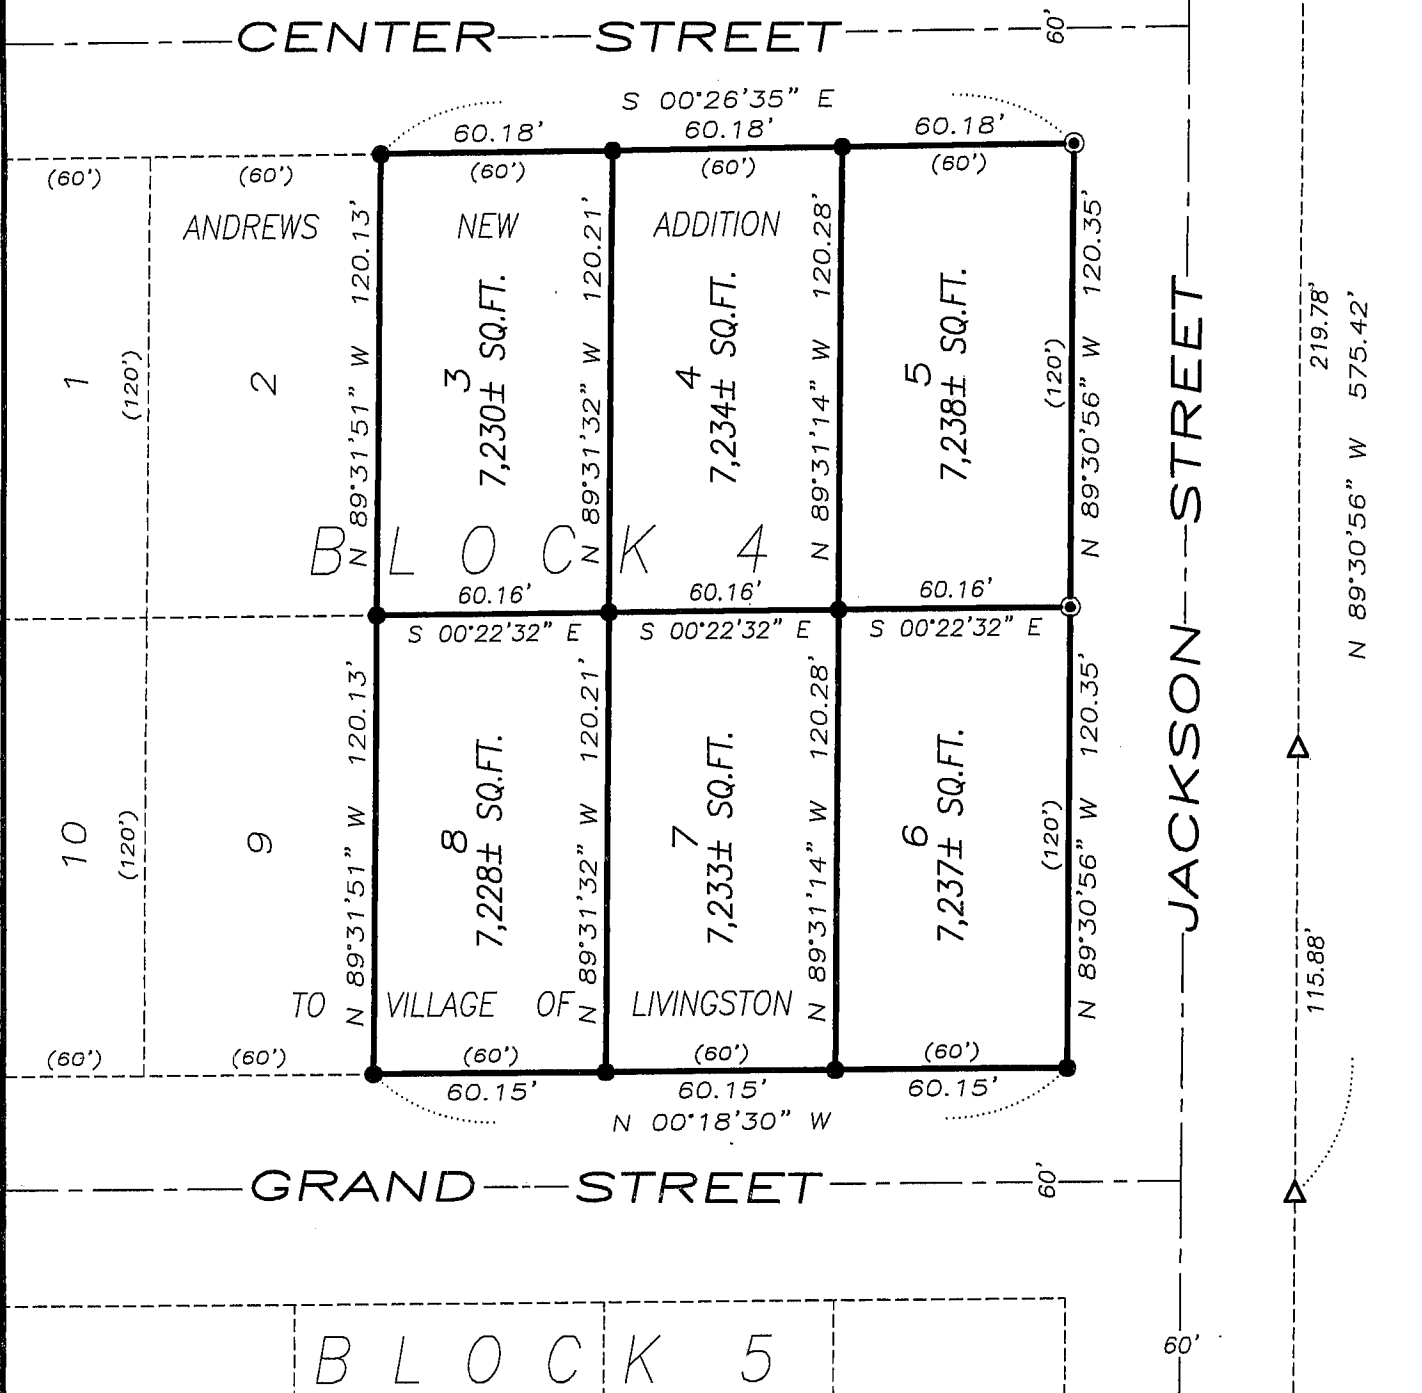 CENTER STREET
60'
S 00°26'35" E
60.18'
60.18'
60.18'
(60')
(60')
(60')
(60')
(60')
ANDREWS NEW ADDITION
N 89°31'51" W 120.13'
N 89°31'32" W 120.21'
N 89°31'14" W 120.28'
N 89°30'56" W 120.35'
1
(120')
2
3
7,230± SQ.FT.
4
7,234± SQ.FT.
5
7,238± SQ.FT.
(120')
BLOCK 4
60.16'
60.16'
60.16'
S 00°22'32" E
S 00°22'32" E
S 00°22'32" E
N 89°31'51" W 120.13'
N 89°31'32" W 120.21'
N 89°31'14" W 120.28'
N 89°30'56" W 120.35'
10
(120')
9
8
7,228± SQ.FT.
7
7,233± SQ.FT.
6
7,237± SQ.FT.
(120')
TO VILLAGE OF LIVINGSTON
(60')
(60')
(60')
(60')
(60')
60.15'
60.15'
60.15'
N 00°18'30" W
GRAND STREET
60'
JACKSON STREET
219.78'
N 89°30'56" W 575.42'
115.88'
60'
BLOCK 5